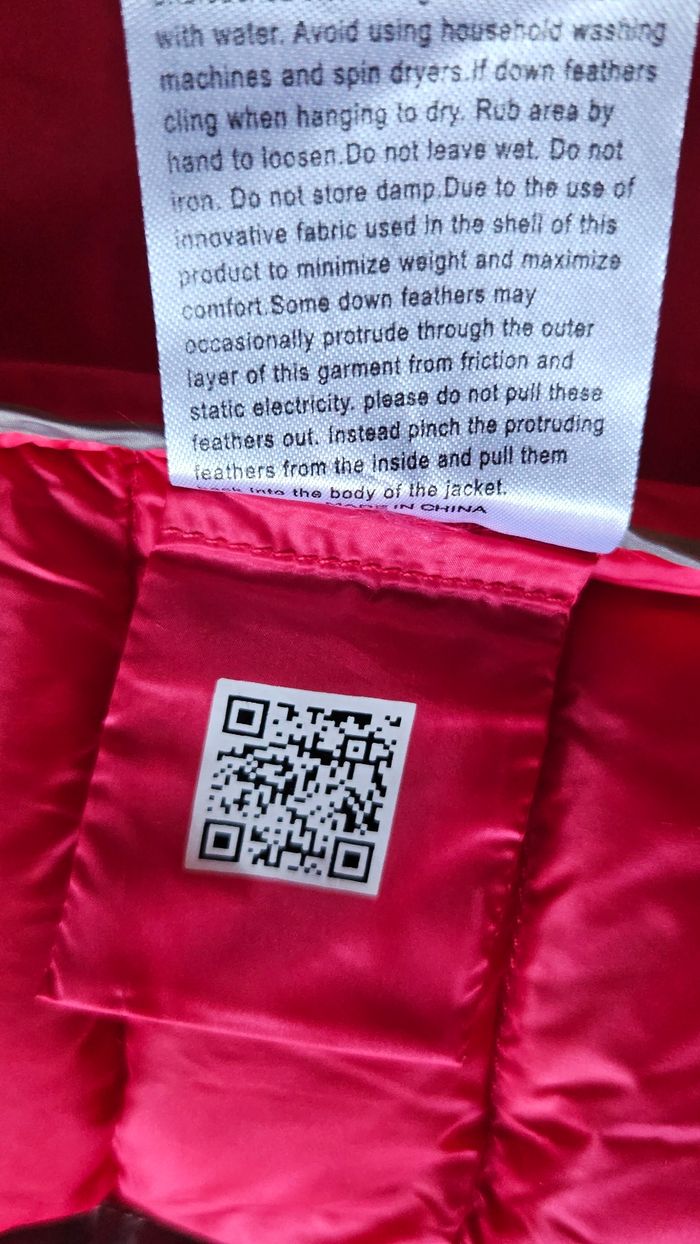 with water. Avoid using household washing
machines and spin dryers.If down feathers
cling when hanging to dry. Rub area by
hand to loosen.Do not leave wet. Do not
iron. Do not store damp.Due to the use of
innovative fabric used in the shell of this
product to minimize weight and maximize
comfort.Some down feathers may
occasionally protrude through the outer
layer of this garment from friction and
static electricity. please do not pull these
feathers out. Instead pinch the protruding
feathers from the inside and pull them
back into the body of the jacket.
MADE IN CHINA